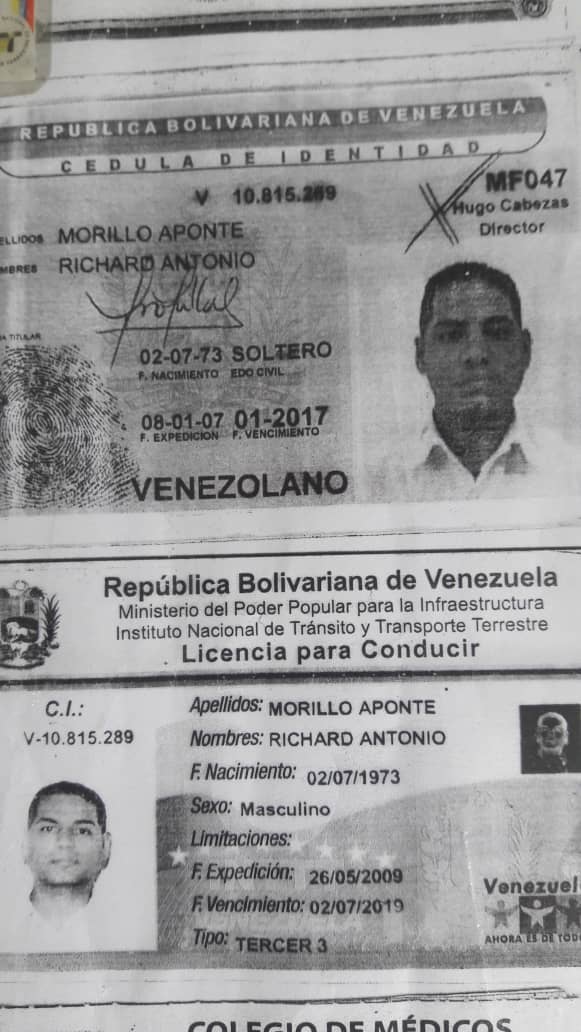 REPUBLICA BOLIVARIANA DE VENEZUELA
CEDULA DE IDENTIDAD
V 10.815.289
MF047
Hugo Cabezas
Director
ELLIDOS MORILLO APONTE
MBRES RICHARD ANTONIO
A TITULAR
02-07-73 SOLTERO
F. NACIMIENTO EDO CIVIL
08-01-07 01-2017
F. EXPEDICION F. VENCIMIENTO
VENEZOLANO
República Bolivariana de Venezuela
Ministerio del Poder Popular para la Infraestructura
Instituto Nacional de Tránsito y Transporte Terrestre
Licencia para Conducir
C.I.:
V-10.815.289
Apellidos: MORILLO APONTE
Nombres: RICHARD ANTONIO
F. Nacimiento: 02/07/1973
Sexo: Masculino
Limitaciones:
F. Expedición: 26/05/2009
F. Vencimiento: 02/07/2019
Tipo: TERCER 3
Venezuel
AHORA ES DE TOD
COLEGIO DE MÉDICOS